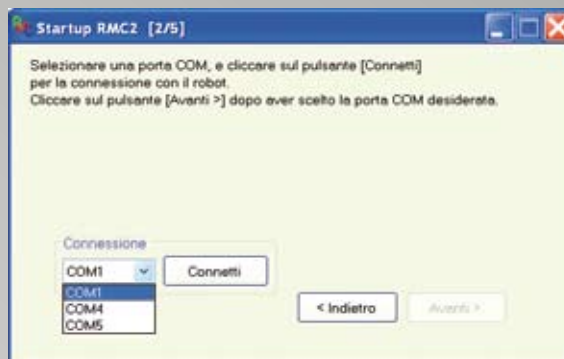 Startup RMC2 [2/5]
Selezionare una porta COM, e cliccare sul pulsante [Connetti]
per la connessione con il robot.
Cliccare sul pulsante [Avanti >] dopo aver scelto la porta COM desiderata.
Connessione
COM1 Connetti
COM1
COM4
COM5
< Indietro Avanti >